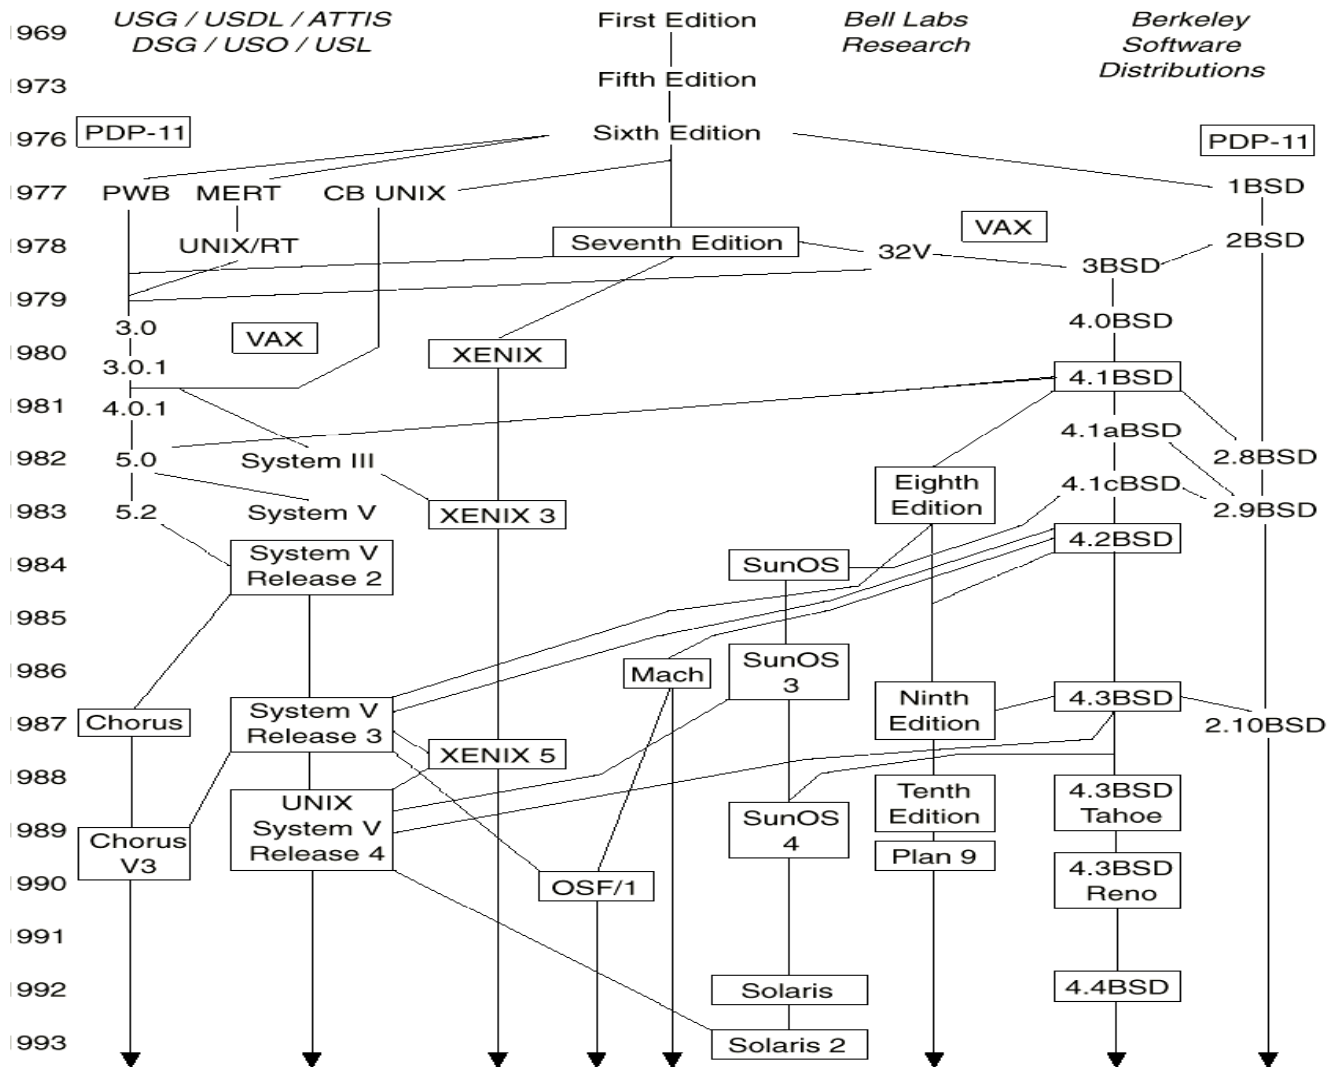 USG / USDL / ATTIS
DSG / USO / USL
Bell Labs
Research
Berkeley
Software
Distributions
1969
First Edition
1973
Fifth Edition
1976
PDP-11
Sixth Edition
PDP-11
1977
PWB
MERT
CB UNIX
1BSD
1978
UNIX/RT
Seventh Edition
32V
VAX
2BSD
3BSD
1979
3.0
VAX
4.0BSD
1980
3.0.1
XENIX
4.1BSD
1981
4.0.1
4.1aBSD
1982
5.0
System III
2.8BSD
Eighth
Edition
4.1cBSD
1983
5.2
System V
XENIX 3
2.9BSD
4.2BSD
1984
System V
Release 2
SunOS
1985
1986
Mach
SunOS
3
1987
Chorus
System V
Release 3
Ninth
Edition
4.3BSD
2.10BSD
XENIX 5
1988
UNIX
System V
Release 4
Tenth
Edition
4.3BSD
Tahoe
1989
SunOS
4
Chorus
V3
Plan 9
4.3BSD
Reno
1990
OSF/1
1991
1992
Solaris
4.4BSD
1993
Solaris 2